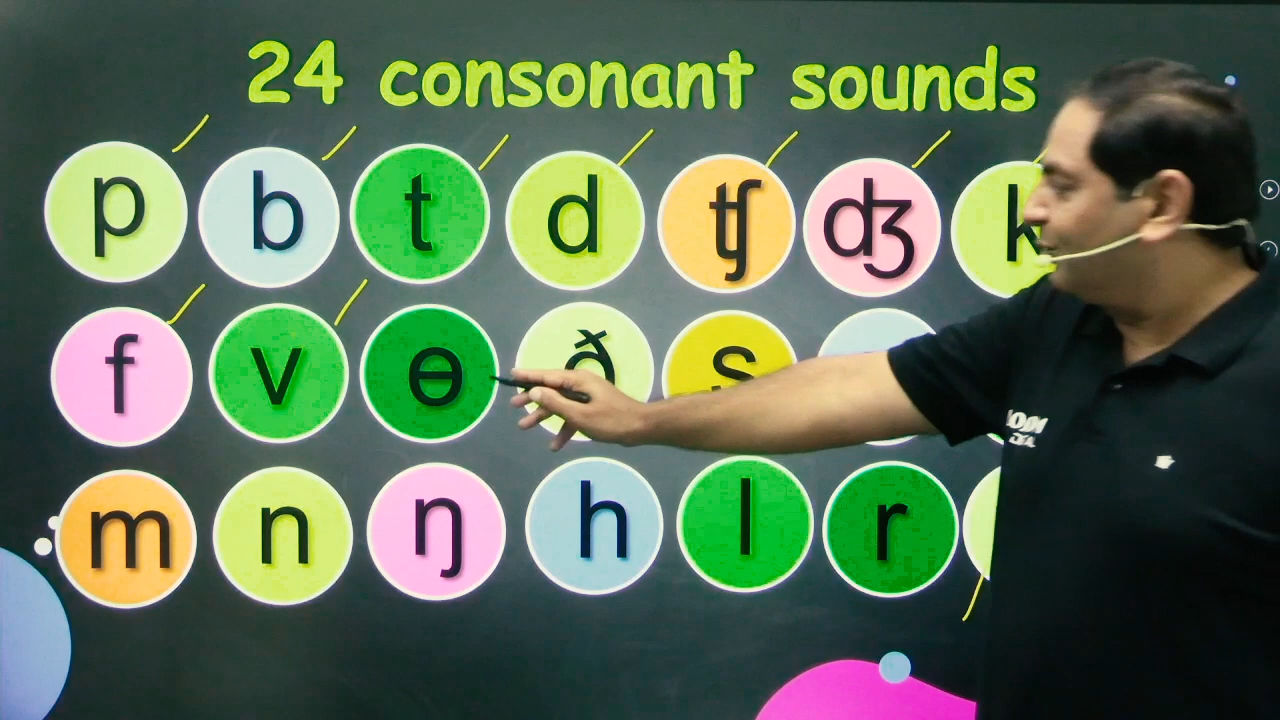 24 consonant sounds
p b t d ʧ ʤ k
f v ɵ ð s
m n ŋ h l r